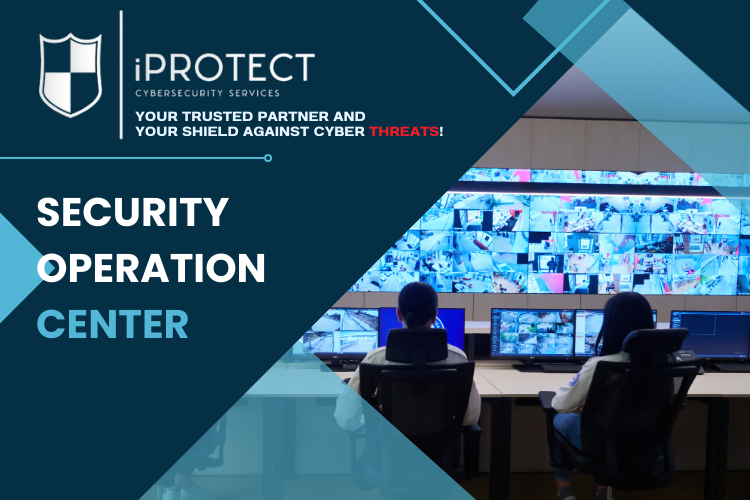 iPROTECT
CYBERSECURITY SERVICES
YOUR TRUSTED PARTNER AND
YOUR SHIELD AGAINST CYBER THREATS!
SECURITY
OPERATION
CENTER